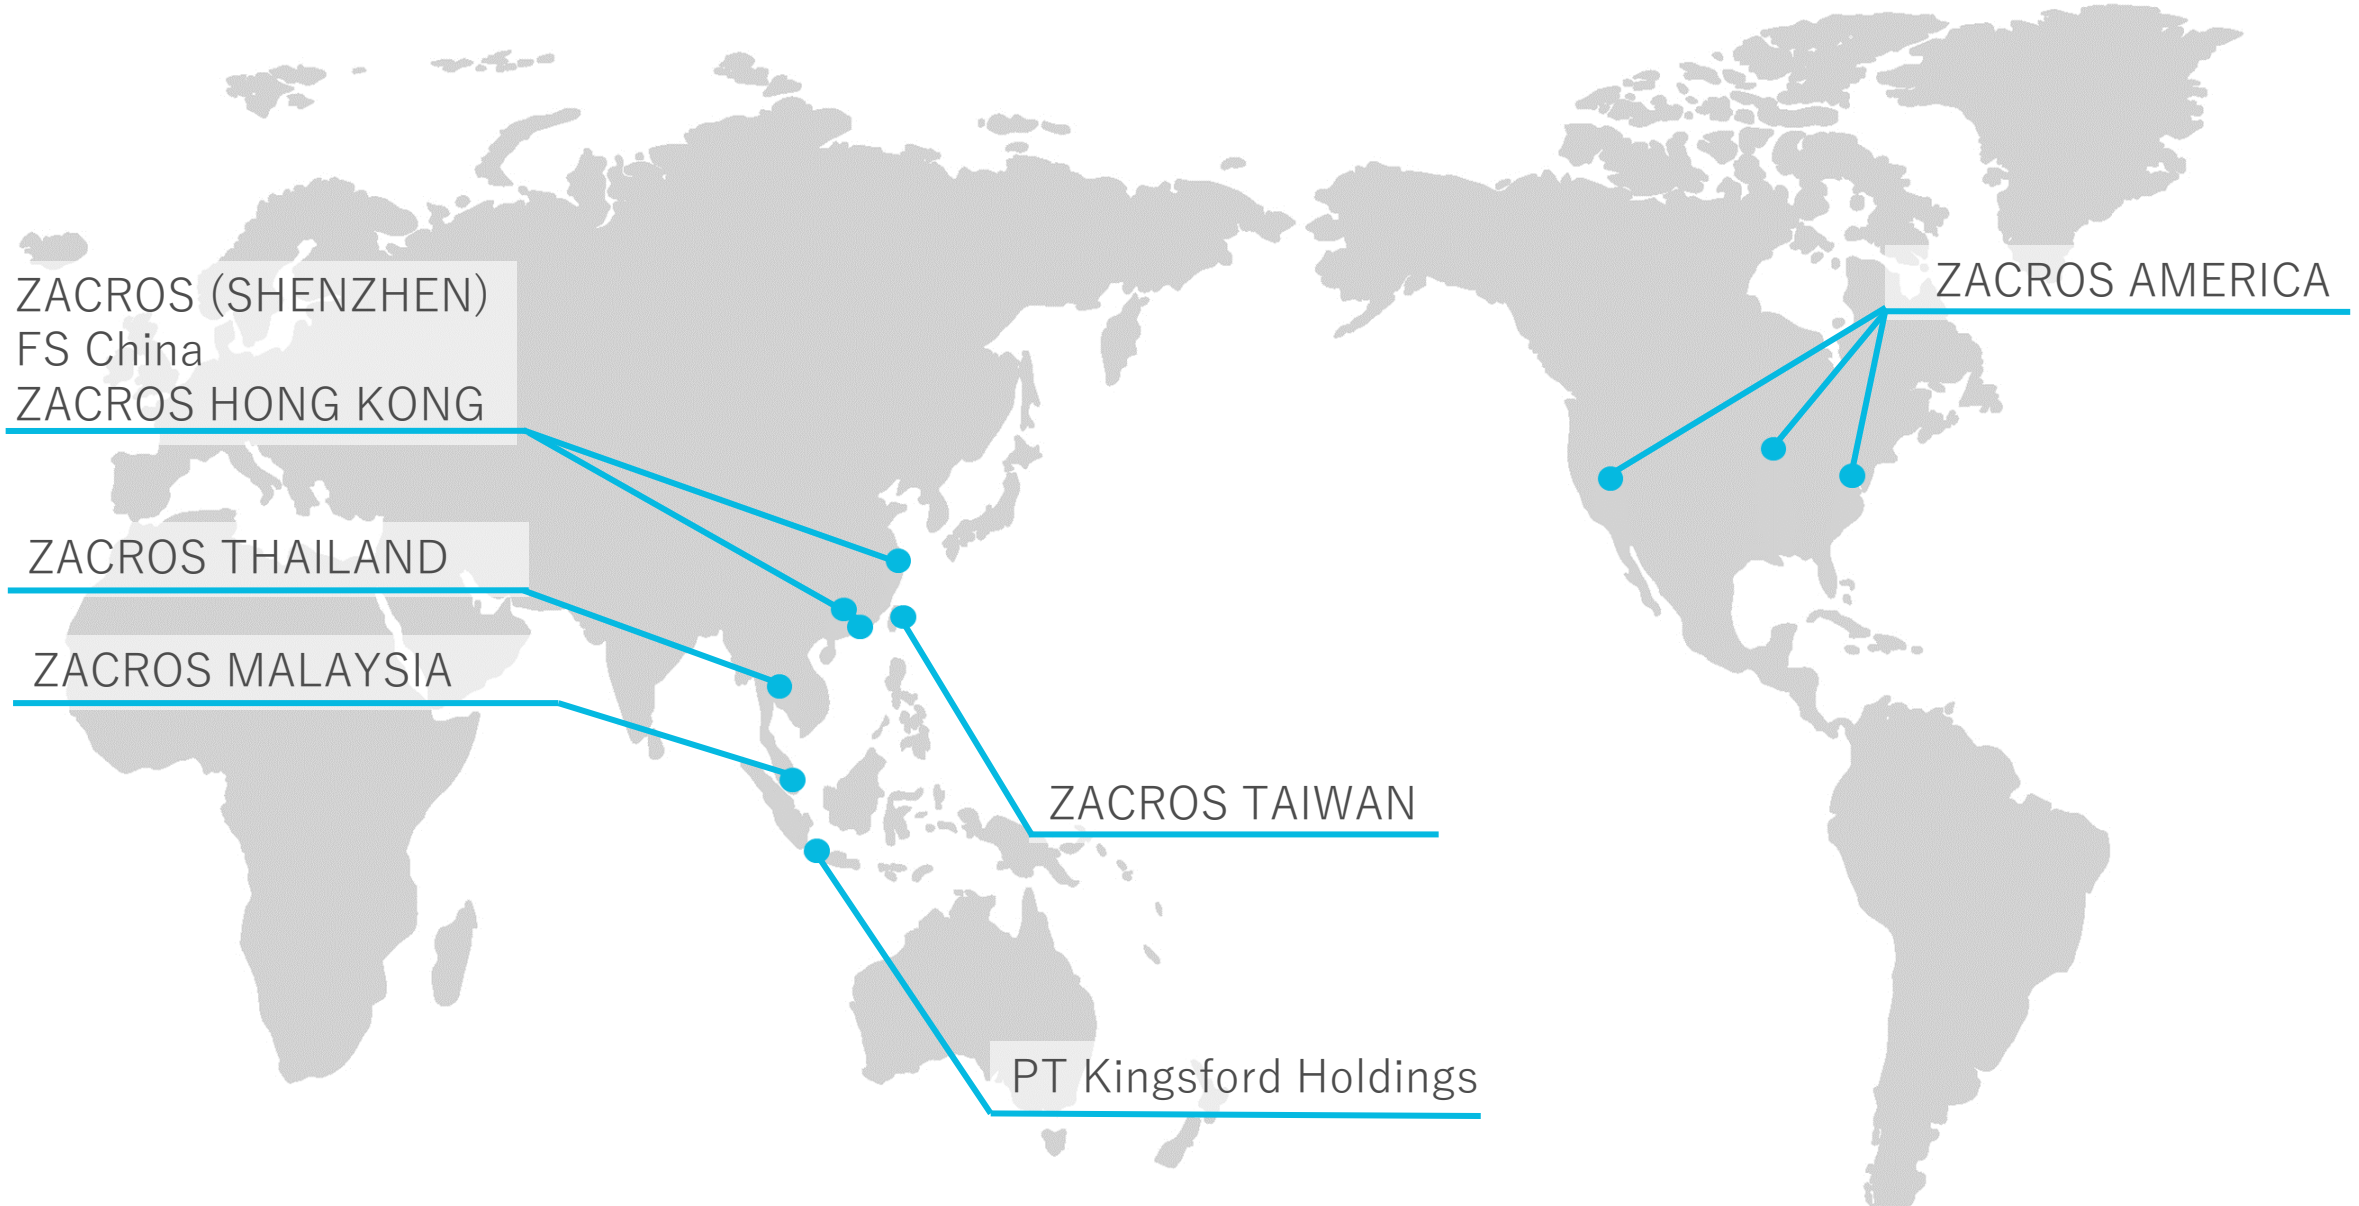 ZACROS (SHENZHEN)
FS China
ZACROS HONG KONG
ZACROS THAILAND
ZACROS MALAYSIA
ZACROS AMERICA
ZACROS TAIWAN
PT Kingsford Holdings